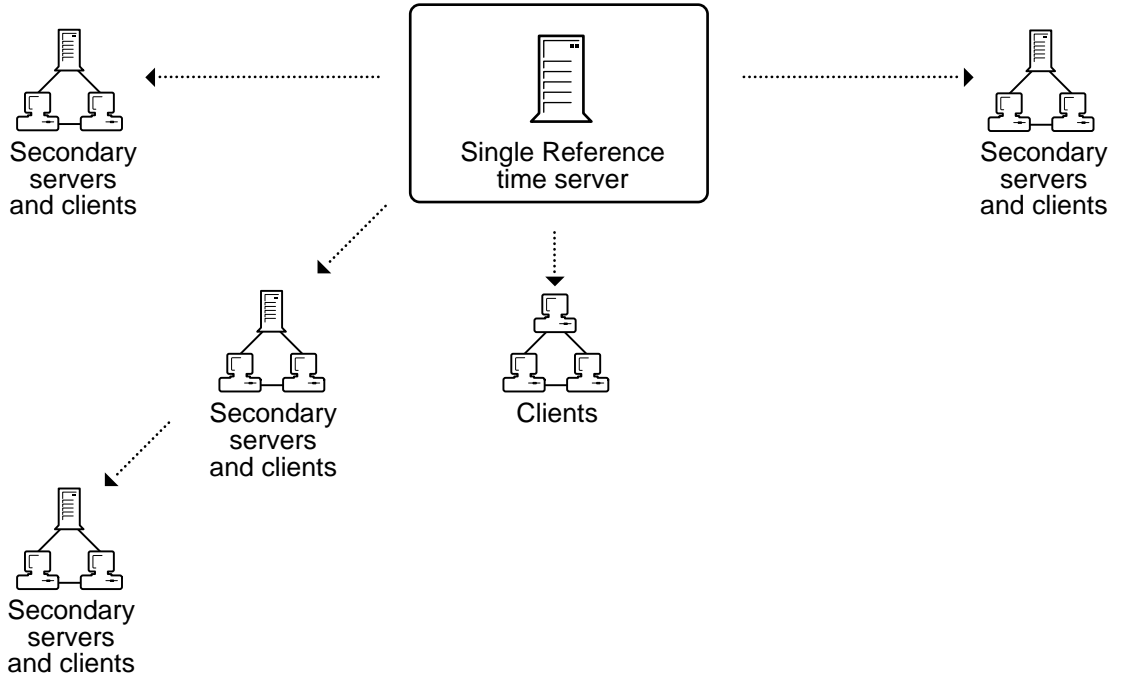 Secondary
servers
and clients
Single Reference
time server
Secondary
servers
and clients
Secondary
servers
and clients
Clients
Secondary
servers
and clients